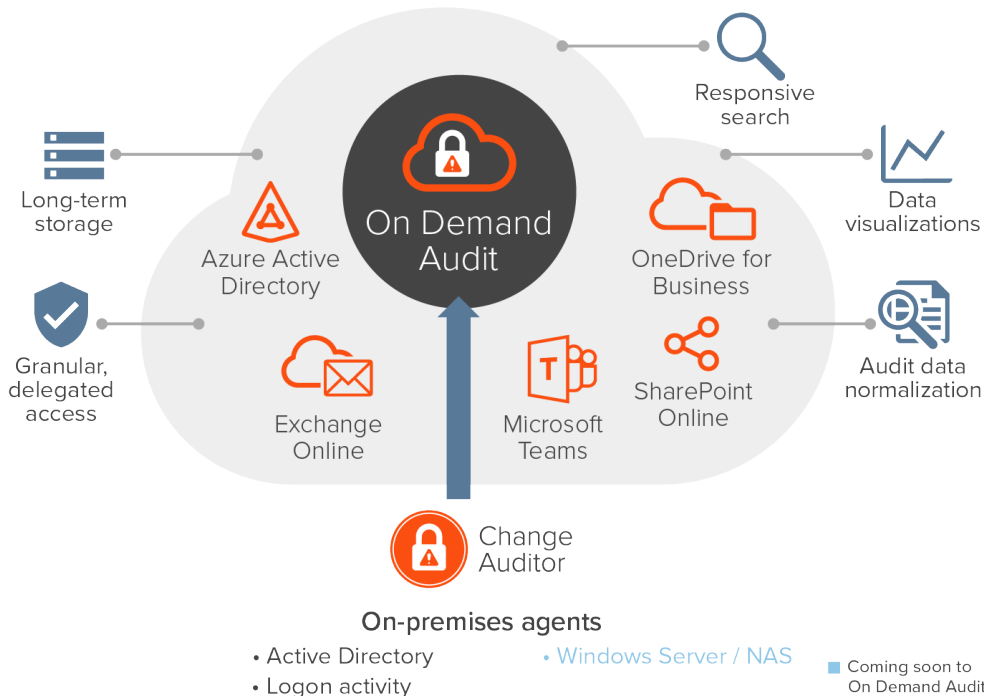 Responsive
search
Long-term
storage
On Demand
Audit
Data
visualizations
Azure Active
Directory
OneDrive for
Business
Granular,
delegated
access
Exchange
Online
T
Microsoft
Teams
SharePoint
Online
Audit data
normalization
Change
Auditor
On-premises agents
• Active Directory
• Logon activity
• Windows Server / NAS
Coming soon to
On Demand Audit